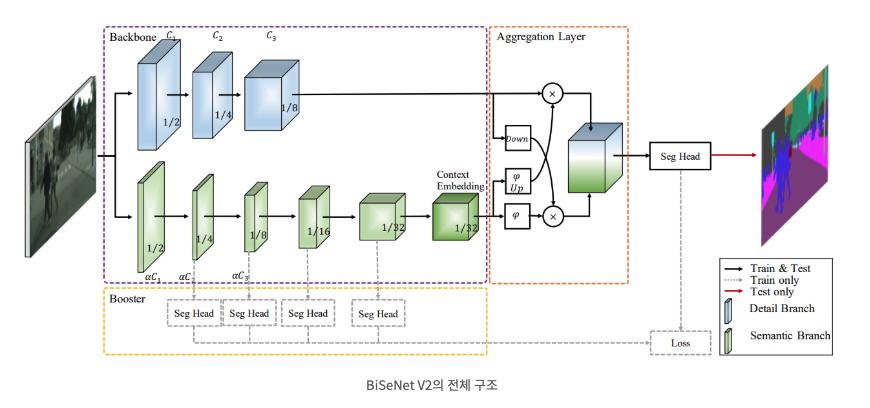 Backbone
C1
C2
C3
Aggregation Layer
1/2
1/4
1/8
×
Down
φ
Up
φ
×
Context
Embedding
1/2
1/4
1/8
1/16
1/32
1/32
αC1
αC
αC3
Seg Head
Booster
Seg Head
Seg Head
Seg Head
Seg Head
Loss
Train & Test
Train only
Test only
Detail Branch
Semantic Branch
BiSeNet V2의 전체 구조